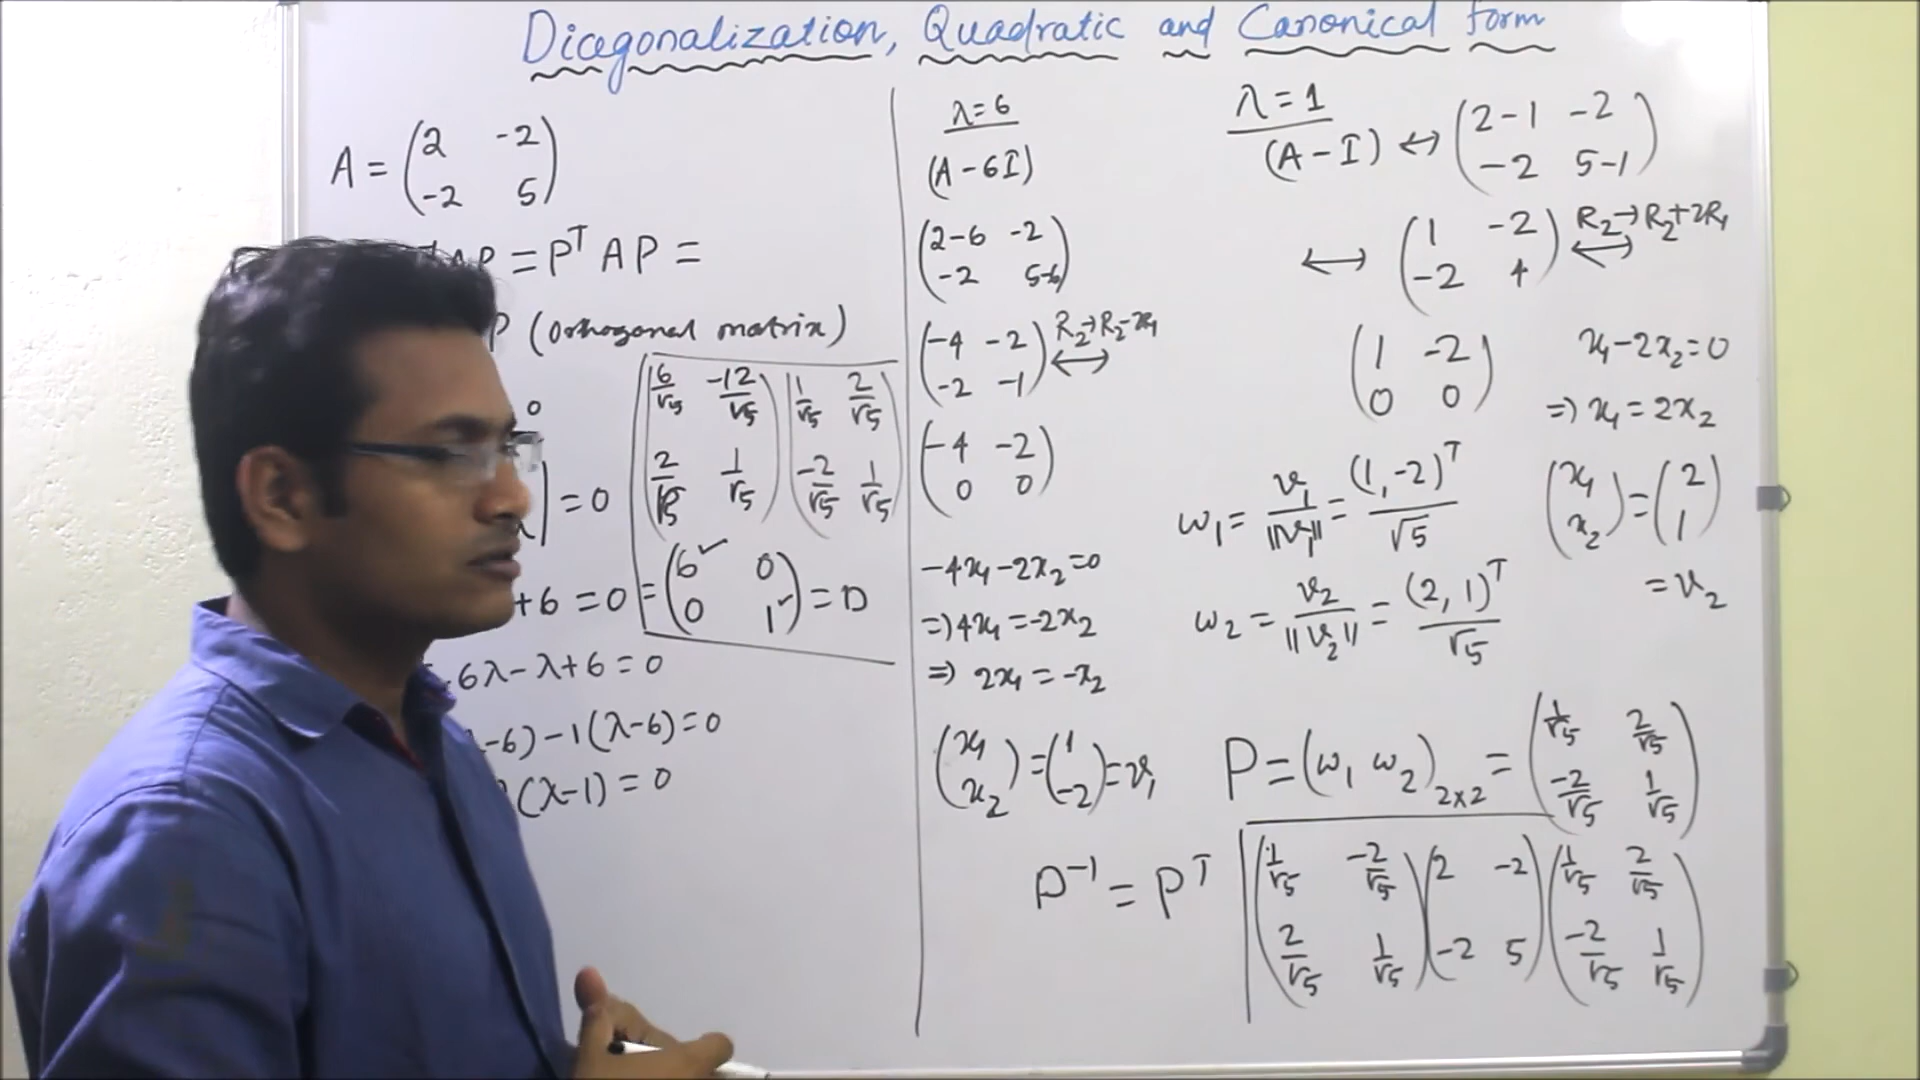 Diagonalization, Quadratic and Canonical form
A = (2 -2
-2 5)
AP = Pᵀ AP =
P (orthogonal matrix)
0
= 0
+6 = 0
6λ - λ + 6 = 0
-6) - 1(λ-6) = 0
(λ-1) = 0
(6/√5 -12/√5) (1/√5 2/√5)
(2/√5 1/√5) (-2/√5 1/√5)
= (6✓ 0
0 1✓) = D
λ = 6
(A - 6I)
(2-6 -2
-2 5-6)
(-4 -2
-2 -1) R₂→R₂- ↔
(-4 -2
0 0)
-4x₁ - 2x₂ = 0
⇒ 4x₁ = -2x₂
⇒ 2x₁ = -x₂
(x₁
x₂) = (1
-2) = v₁
λ = 1
(A - I) ↔ (2-1 -2
-2 5-1)
↔ (1 -2
-2 4) R₂→R₂+2R₁ ↔
(1 -2
0 0)
x₁ - 2x₂ = 0
⇒ x₁ = 2x₂
(x₁
x₂) = (2
1)
= v₂
w₁ = v₁/||v₁|| = (1, -2)ᵀ/√5
w₂ = v₂/||v₂|| = (2, 1)ᵀ/√5
P = (w₁ w₂)₂ₓ₂ = (1/√5 2/√5
-2/√5 1/√5)
P⁻¹ = Pᵀ
(1/√5 -2/√5) (2 -2) (1/√5 2/√5)
(2/√5 1/√5) (-2 5) (-2/√5 1/√5)